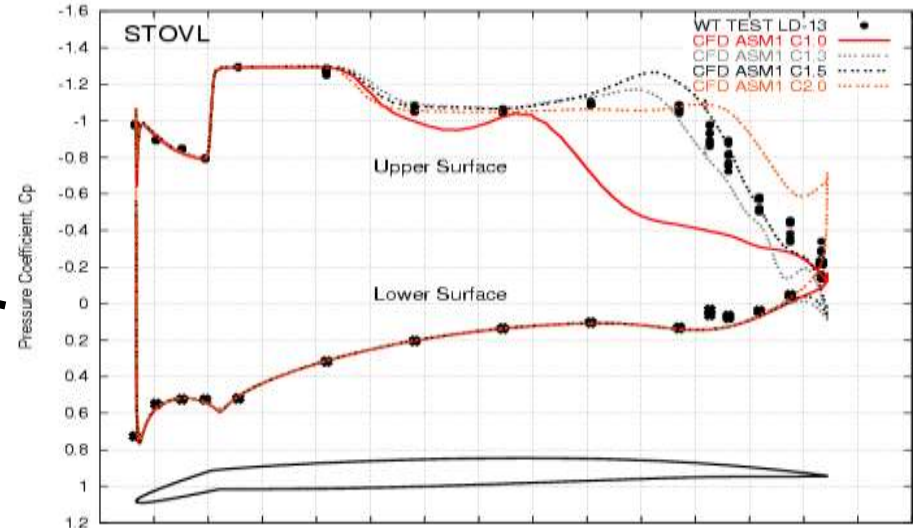 -1.6
STOVL
WT TEST LD-13
CFD ASM1 C1.0
CFD ASM1 C1.3
CFD ASM1 C1.5
CFD ASM1 C2.0
-1.4
-1.2
-1
-0.8
Upper Surface
-0.6
-0.4
-0.2
Lower Surface
0
0.2
0.4
0.6
0.8
1
1.2
Pressure Coefficient, Cp